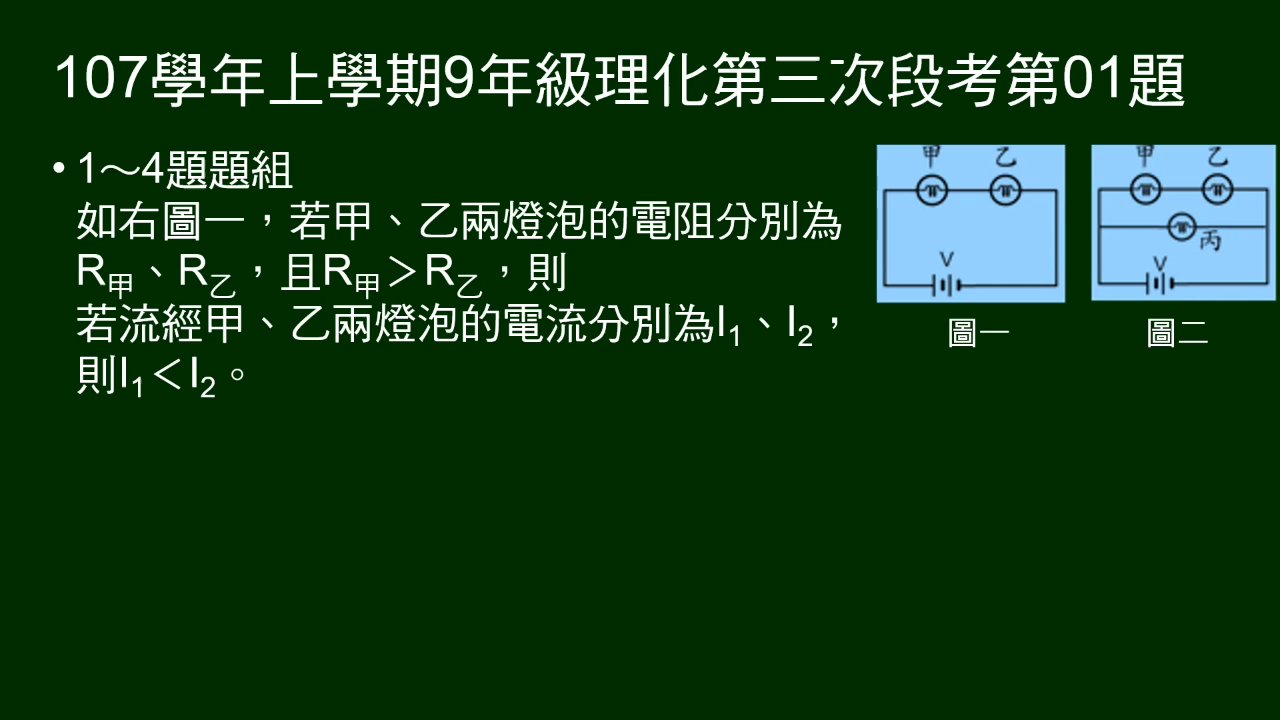 107學年上學期9年級理化第三次段考第01題
• 1～4題題組
如右圖一，若甲、乙兩燈泡的電阻分別為
R甲、R乙，且R甲＞R乙，則
若流經甲、乙兩燈泡的電流分別為I1、I2，
則I1＜I2。
甲 乙
V
圖一
甲 乙
丙
V
圖二